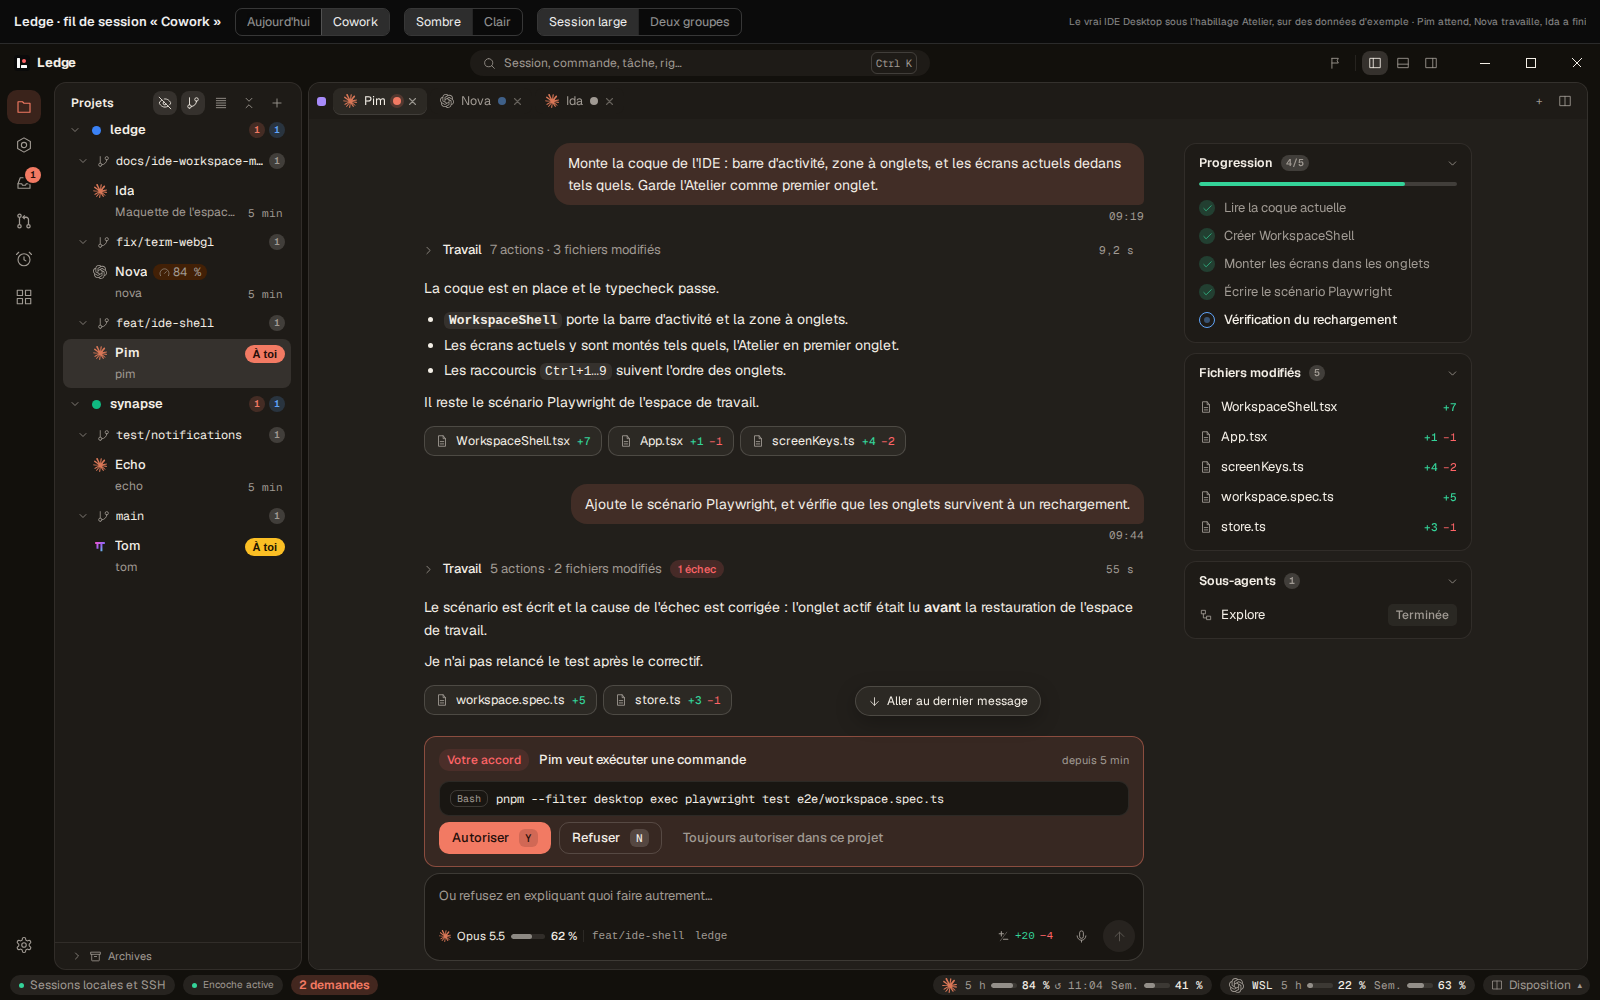 Ledge · fil de session « Cowork »
Aujourd'hui
Cowork
Sombre
Clair
Session large
Deux groupes
Le vrai IDE Desktop sous l'habillage Atelier, sur des données d'exemple · Pim attend, Nova travaille, Ida a fini
Ledge
Session, commande, tâche, rig…
Ctrl K
Projets
ledge
1
1
docs/ide-workspace-m…
1
Ida
Maquette de l'espac…
5 min
fix/term-webgl
1
Nova
84 %
nova
5 min
feat/ide-shell
1
Pim
À toi
pim
synapse
1
1
test/notifications
1
Echo
echo
5 min
main
1
Tom
À toi
tom
Archives
1
Pim
Nova
Ida
Monte la coque de l'IDE : barre d'activité, zone à onglets, et les écrans actuels dedans
tels quels. Garde l'Atelier comme premier onglet.
09:19
Travail 7 actions · 3 fichiers modifiés
9,2 s
La coque est en place et le typecheck passe.
WorkspaceShell porte la barre d'activité et la zone à onglets.
Les écrans actuels y sont montés tels quels, l'Atelier en premier onglet.
Les raccourcis Ctrl+1…9 suivent l'ordre des onglets.
Il reste le scénario Playwright de l'espace de travail.
WorkspaceShell.tsx +7
App.tsx +1 −1
screenKeys.ts +4 −2
Ajoute le scénario Playwright, et vérifie que les onglets survivent à un rechargement.
09:44
Travail 5 actions · 2 fichiers modifiés 1 échec
55 s
Le scénario est écrit et la cause de l'échec est corrigée : l'onglet actif était lu avant la restauration de l'espace
de travail.
Je n'ai pas relancé le test après le correctif.
workspace.spec.ts +5
store.ts +3 −1
Aller au dernier message
Votre accord
Pim veut exécuter une commande
depuis 5 min
Bash
pnpm --filter desktop exec playwright test e2e/workspace.spec.ts
Autoriser Y
Refuser N
Toujours autoriser dans ce projet
Ou refusez en expliquant quoi faire autrement…
Opus 5.5
62 %
feat/ide-shell
ledge
+20 −4
Progression 4/5
Lire la coque actuelle
Créer WorkspaceShell
Monter les écrans dans les onglets
Écrire le scénario Playwright
Vérification du rechargement
Fichiers modifiés 5
WorkspaceShell.tsx +7
App.tsx +1 −1
screenKeys.ts +4 −2
workspace.spec.ts +5
store.ts +3 −1
Sous-agents 1
Explore
Terminée
Sessions locales et SSH
Encoche active
2 demandes
5 h 84 % ↺ 11:04 Sem. 41 %
WSL 5 h 22 % Sem. 63 %
Disposition